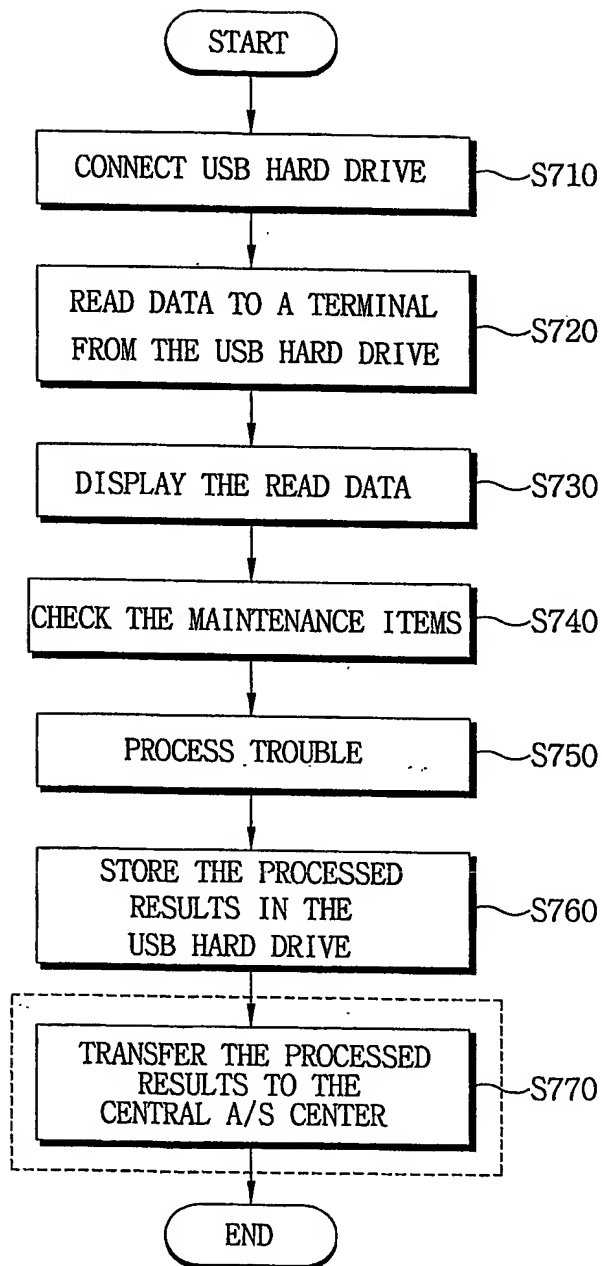 START
CONNECT USB HARD DRIVE
S710
READ DATA TO A TERMINAL
FROM THE USB HARD DRIVE
S720
DISPLAY THE READ DATA
S730
CHECK THE MAINTENANCE ITEMS
S740
PROCESS TROUBLE
S750
STORE THE PROCESSED
RESULTS IN THE
USB HARD DRIVE
S760
TRANSFER THE PROCESSED
RESULTS TO THE
CENTRAL A/S CENTER
S770
END